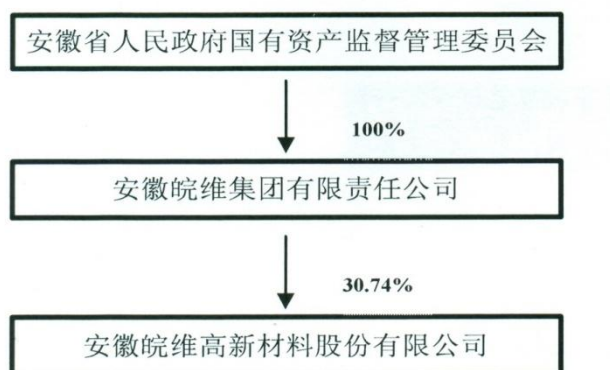 安徽省人民政府国有资产监督管理委员会
100%
安徽皖维集团有限责任公司
30.74%
安徽皖维高新材料股份有限公司